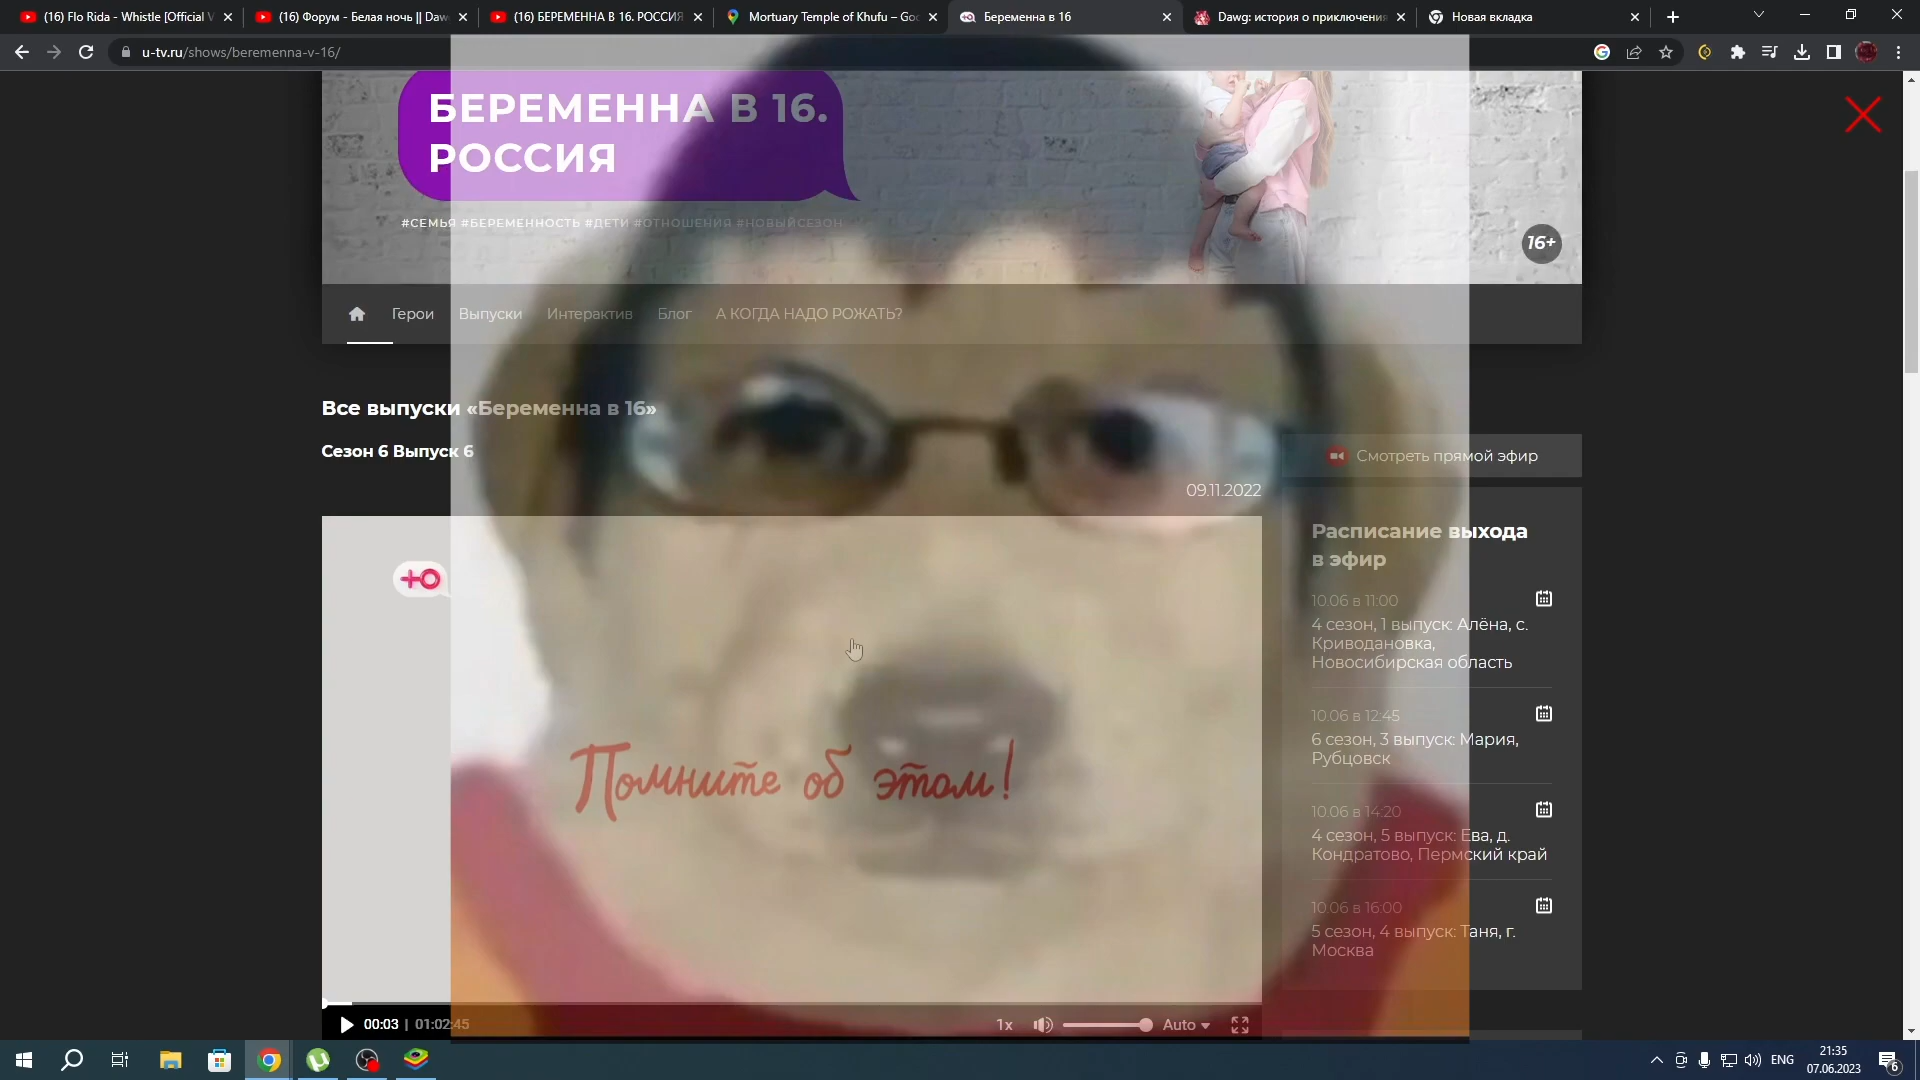 (16) Flo Rida - Whistle [Official V
(16) Форум - Белая ночь || Daw
(16) БЕРЕМЕННА В 16. РОССИЯ
Mortuary Temple of Khufu – Goo
Беременна в 16
Dawg: история о приключения
Новая вкладка
u-tv.ru/shows/beremenna-v-16/
БЕРЕМЕННА В 16.
РОССИЯ
#СЕМЬЯ #БЕРЕМЕННОСТЬ #ДЕТИ #ОТНОШЕНИЯ #НОВЫЙСЕЗОН
16+
Герои Выпуски Интерактив Блог А КОГДА НАДО РОЖАТЬ?
Все выпуски «Беременна в 16»
Сезон 6 Выпуск 6
Смотреть прямой эфир
09.11.2022
Расписание выхода
в эфир
10.06 в 11:00
4 сезон, 1 выпуск: Алёна, с.
Криводановка,
Новосибирская область
10.06 в 12:45
6 сезон, 3 выпуск: Мария,
Рубцовск
10.06 в 14:20
4 сезон, 5 выпуск: Ева, д.
Кондратово, Пермский край
10.06 в 16:00
5 сезон, 4 выпуск: Таня, г.
Москва
Ю
Помните об этом!
00:03 | 01:02:45
1x
Auto
ENG
21:35
07.06.2023
6